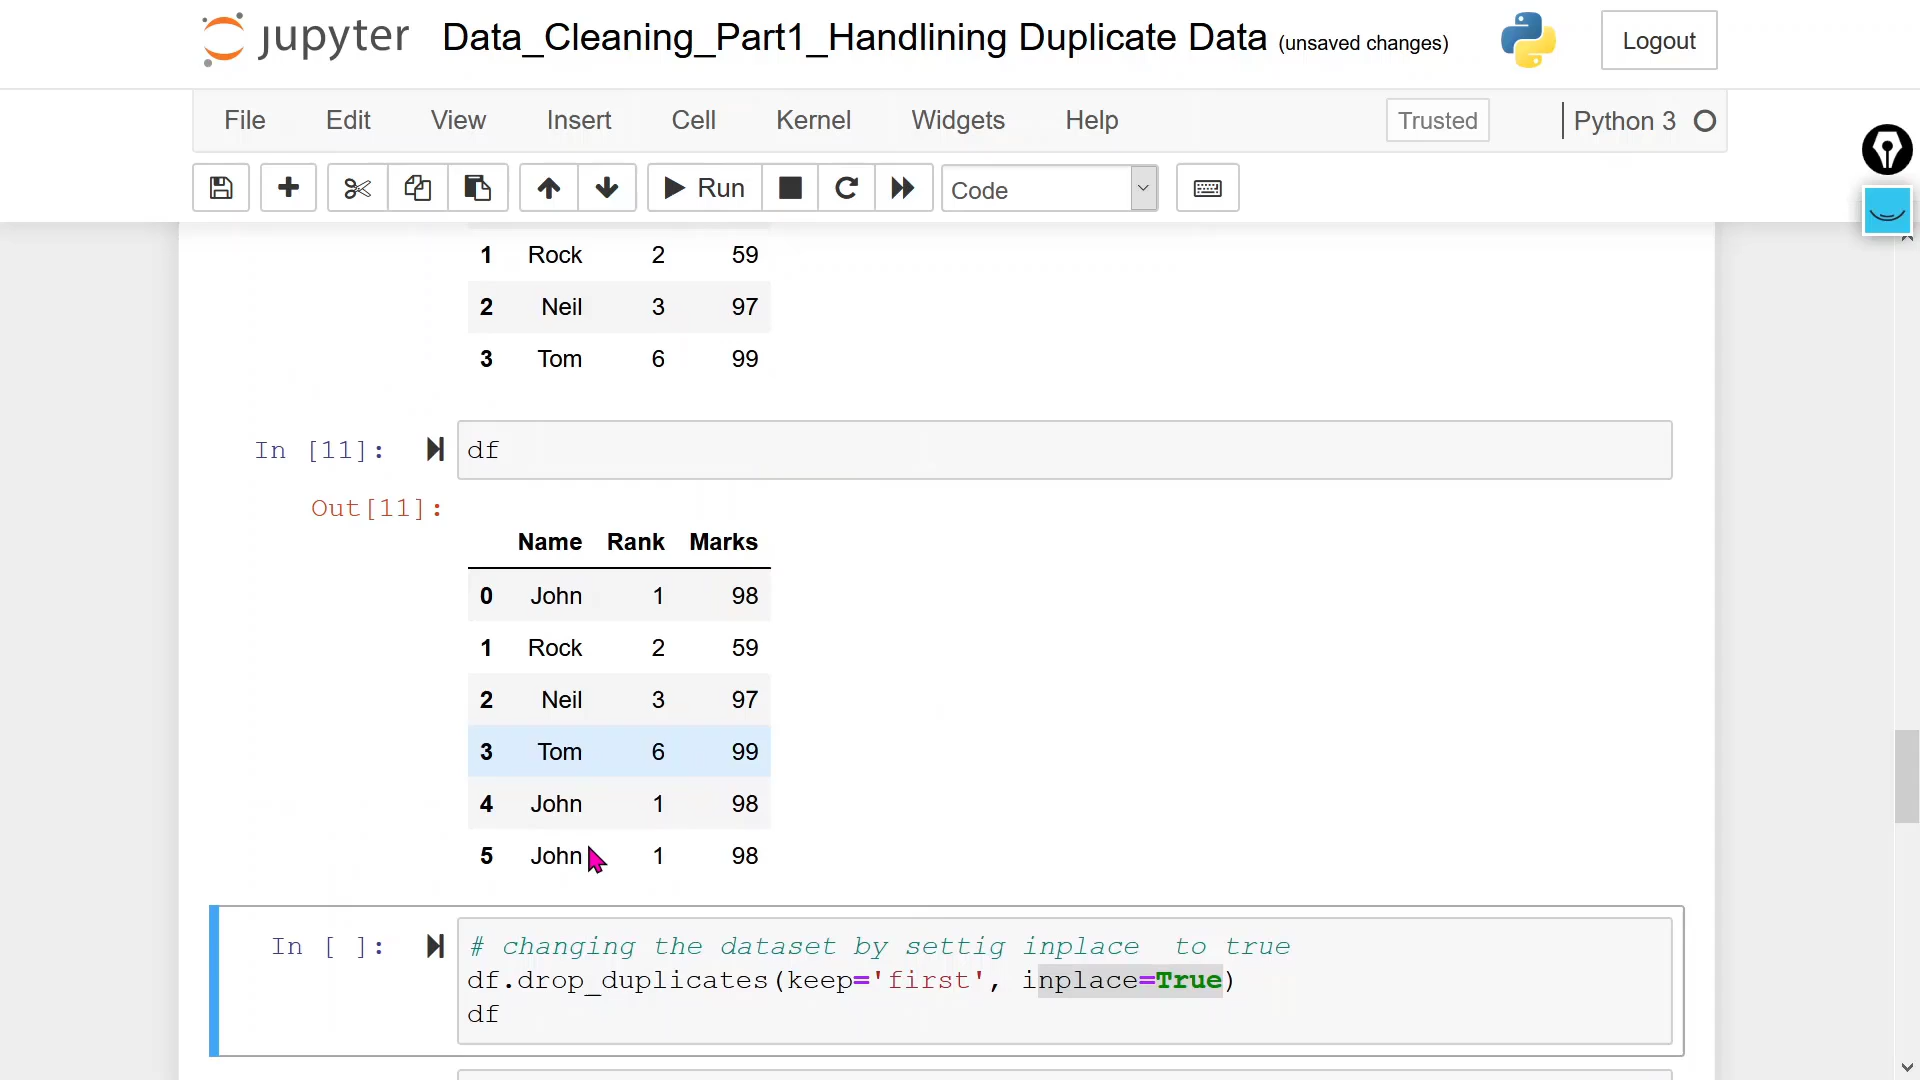 jupyter Data_Cleaning_Part1_Handlining Duplicate Data (unsaved changes) Logout
File Edit View Insert Cell Kernel Widgets Help Trusted Python 3
Run Code
1 Rock 2 59
2 Neil 3 97
3 Tom 6 99
In [11]: df
Out[11]:
Name Rank Marks
0 John 1 98
1 Rock 2 59
2 Neil 3 97
3 Tom 6 99
4 John 1 98
5 John 1 98
In [ ]: # changing the dataset by settig inplace  to true
df.drop_duplicates(keep='first', inplace=True)
df